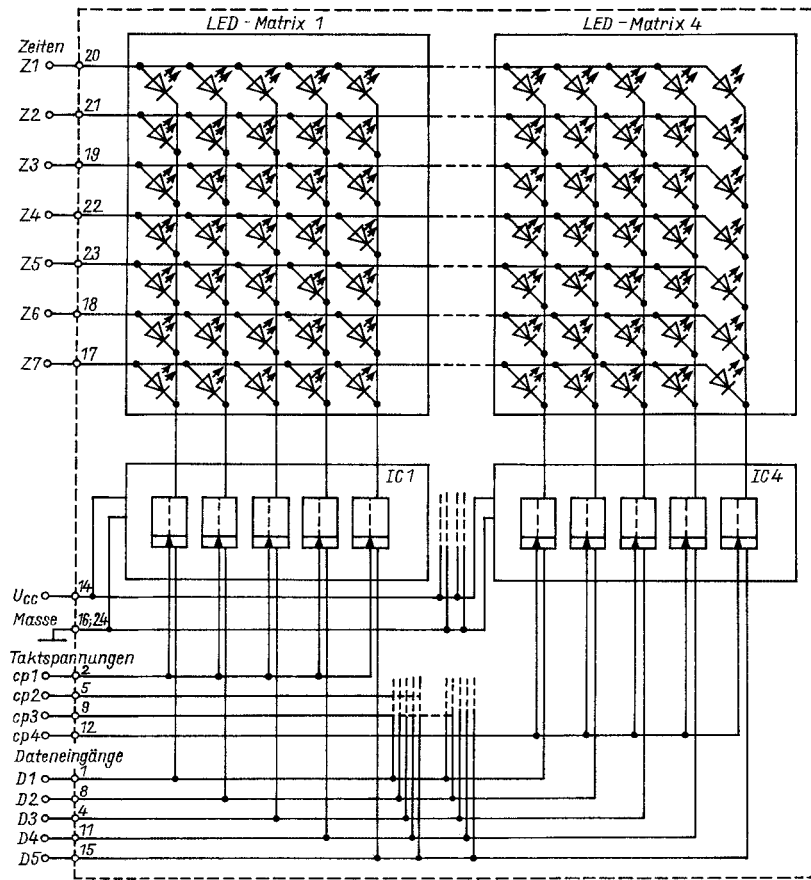 LED-Matrix 1
LED-Matrix 4
Zeiten
Z1 20
Z2 21
Z3 19
Z4 22
Z5 23
Z6 18
Z7 17
IC1
IC4
Ucc 14
Masse 16;24
Taktspannungen
cp1 2
cp2 5
cp3 9
cp4 12
Dateneingänge
D1 1
D2 8
D3 4
D4 11
D5 15